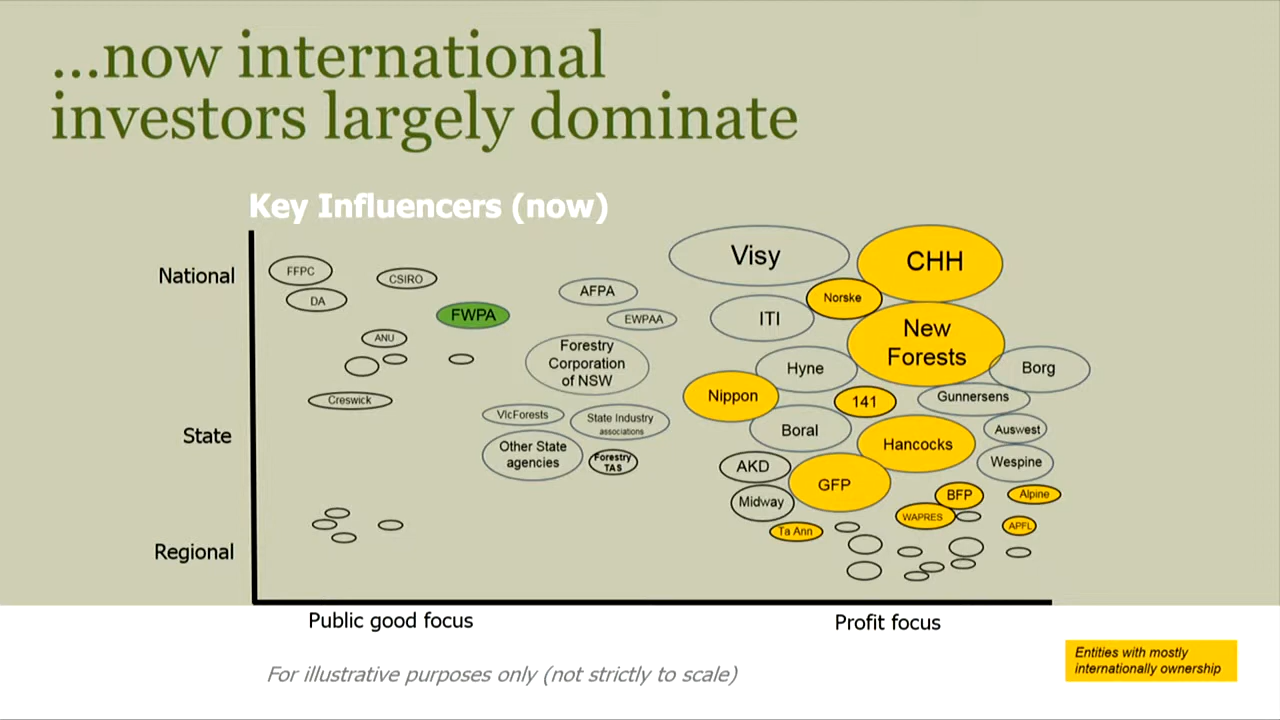 ...now international
investors largely dominate
Key Influencers (now)
National
State
Regional
FFPC
CSIRO
DA
FWPA
ANU
Creswick
AFPA
EWPAA
Forestry
Corporation
of NSW
VicForests
State Industry
associations
Other State
agencies
Forestry
TAS
Visy
CHH
Norske
ITI
New
Forests
Hyne
Borg
Nippon
141
Gunnersens
Boral
Hancocks
Auswest
AKD
Wespine
GFP
Midway
BFP
Alpine
WAPRES
APFL
Ta Ann
Public good focus
Profit focus
For illustrative purposes only (not strictly to scale)
Entities with mostly
internationally ownership